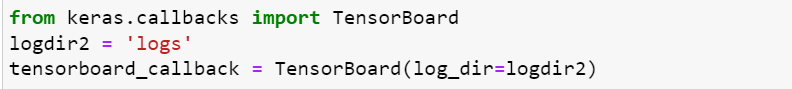 from keras.callbacks import TensorBoard
logdir2 = 'logs'
tensorboard_callback = TensorBoard(log_dir=logdir2)